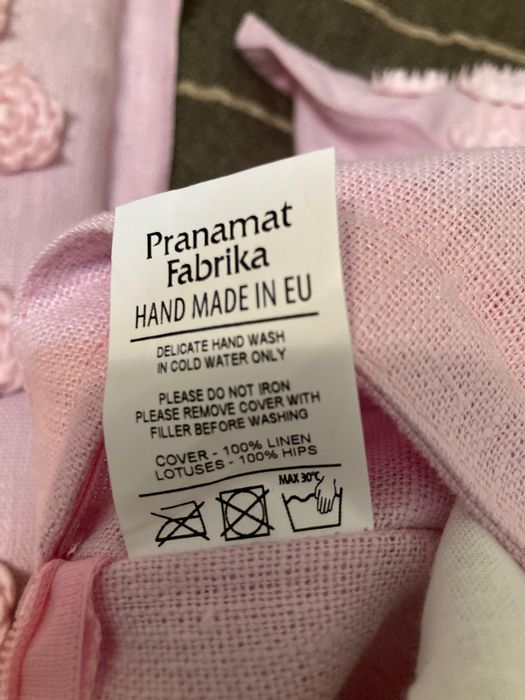 Pranamat
Fabrika
HAND MADE IN EU
DELICATE HAND WASH
IN COLD WATER ONLY
PLEASE DO NOT IRON
PLEASE REMOVE COVER WITH
FILLER BEFORE WASHING
COVER - 100% LINEN
LOTUSES - 100% HIPS
MAX 30°C